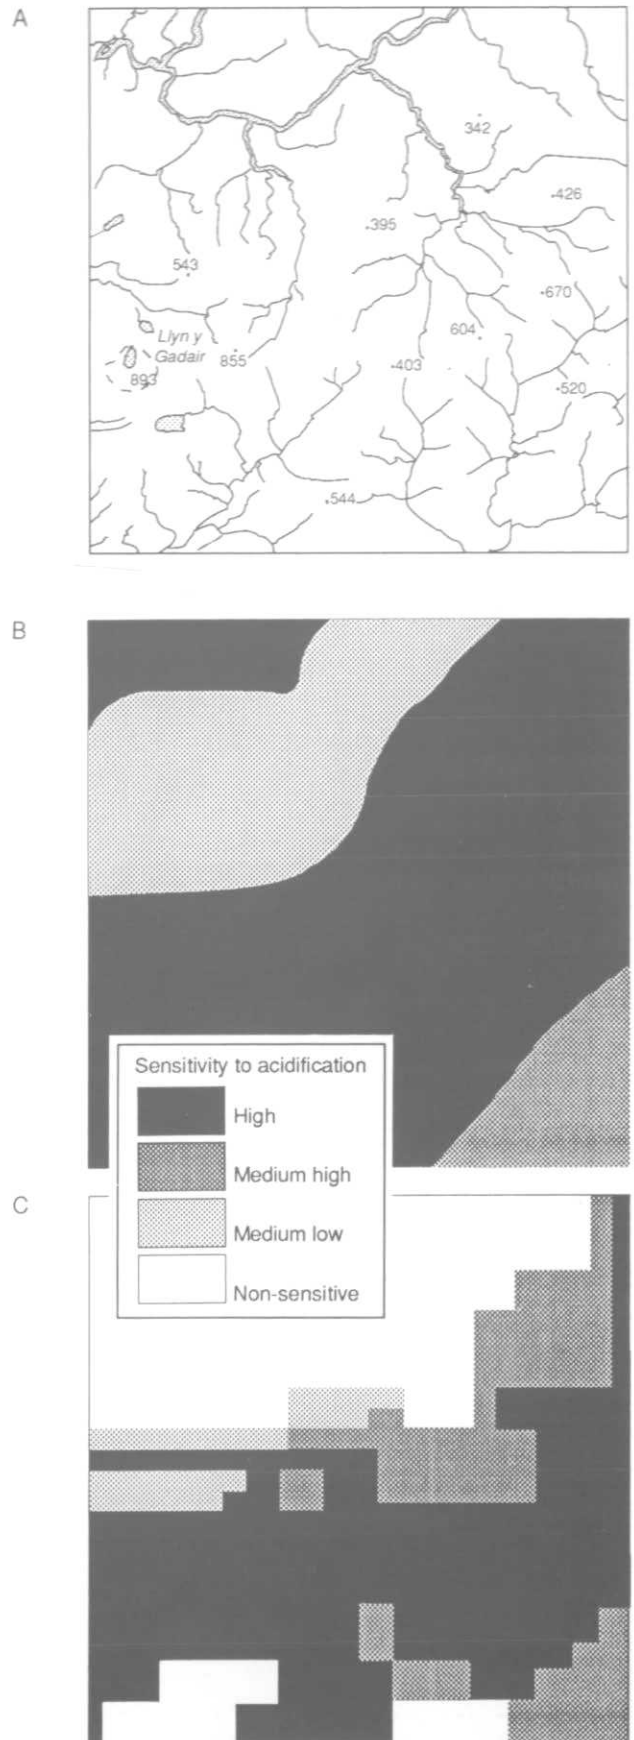 A
342
426
395
543
670
604
Llyn y
Gadair
855
403
893
520
544
B
Sensitivity to acidification
High
Medium high
C
Medium low
Non-sensitive